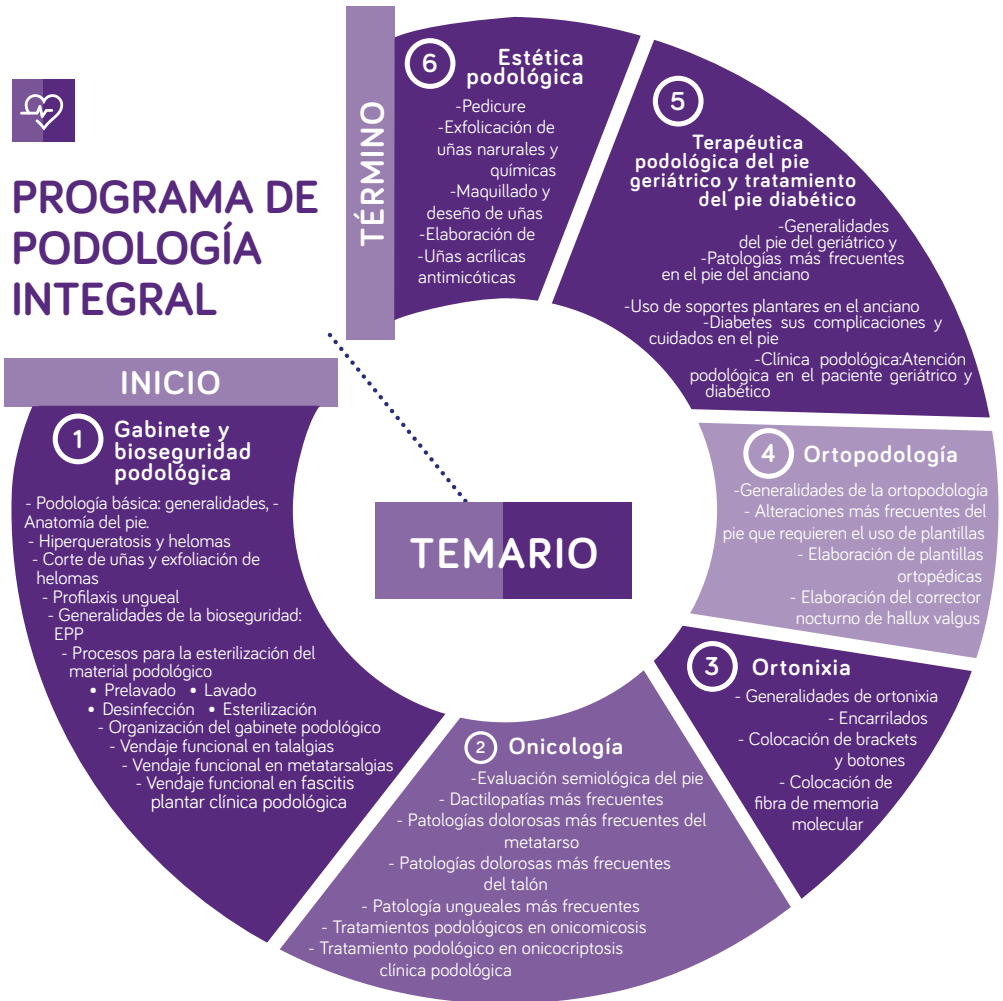 PROGRAMA DE
PODOLOGÍA
INTEGRAL
INICIO
TÉRMINO
TEMARIO
1
Gabinete y
bioseguridad
podológica
- Podología básica: generalidades, -
Anatomía del pie.
- Hiperqueratosis y helomas
- Corte de uñas y exfoliación de
helomas
- Profilaxis ungueal
- Generalidades de la bioseguridad:
EPP
- Procesos para la esterilización del
material podológico
• Prelavado • Lavado
• Desinfección • Esterilización
- Organización del gabinete podológico
- Vendaje funcional en talalgias
- Vendaje funcional en metatarsalgias
- Vendaje funcional en fascitis
plantar clínica podológica
2 Onicología
-Evaluación semiológica del pie
- Dactilopatías más frecuentes
- Patologías dolorosas más frecuentes del
metatarso
- Patologías dolorosas más frecuentes
del talón
- Patología ungueales más frecuentes
- Tratamientos podológicos en onicomicosis
- Tratamiento podológico en onicocriptosis
clínica podológica
3 Ortonixia
- Generalidades de ortonixia
- Encarrilados
- Colocación de brackets
y botones
- Colocación de
fibra de memoria
molecular
4 Ortopodología
-Generalidades de la ortopodología
- Alteraciones más frecuentes del
pie que requieren el uso de plantillas
- Elaboración de plantillas
ortopédicas
- Elaboración del corrector
nocturno de hallux valgus
5
Terapéutica
podológica del pie
geriátrico y tratamiento
del pie diabético
-Generalidades
del pie del geriátrico y
-Patologías más frecuentes
en el pie del anciano
-Uso de soportes plantares en el anciano
-Diabetes sus complicaciones y
cuidados en el pie
-Clínica podológica:Atención
podológica en el paciente geriátrico y
diabético
6
Estética
podológica
-Pedicure
-Exfolicación de
uñas narurales y
químicas
-Maquillado y
deseño de uñas
-Elaboración de
-Uñas acrílicas
antimicóticas